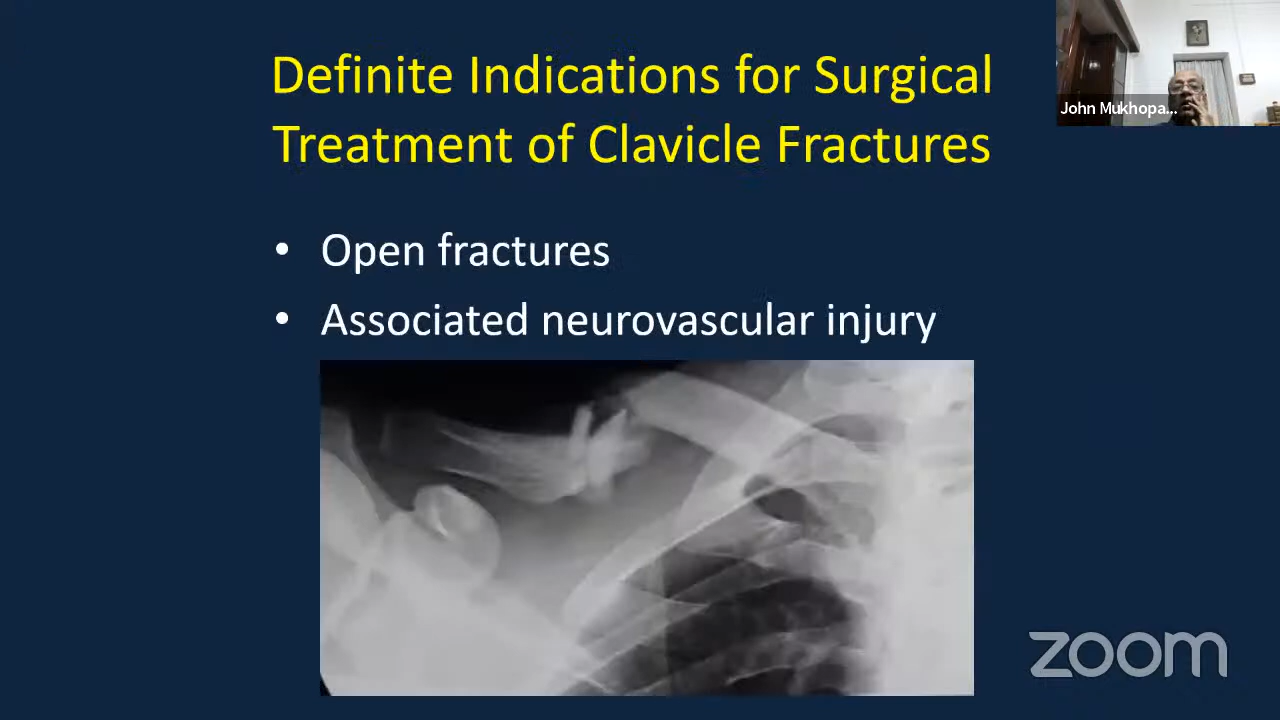 Definite Indications for Surgical
Treatment of Clavicle Fractures
John Mukhopa...
• Open fractures
• Associated neurovascular injury
zoom